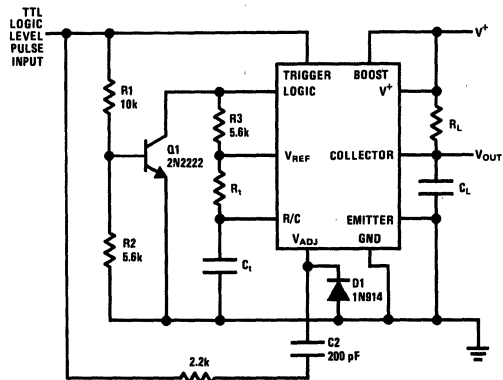 TTL
LOGIC
LEVEL
PULSE
INPUT
V+
TRIGGER
BOOST
LOGIC
V+
R1
10k
R3
5.6k
RL
Q1
2N2222
VREF
COLLECTOR
VOUT
Rt
CL
R/C
EMITTER
VADJ
GND
R2
5.6k
Ct
D1
1N914
C2
200 pF
2.2k